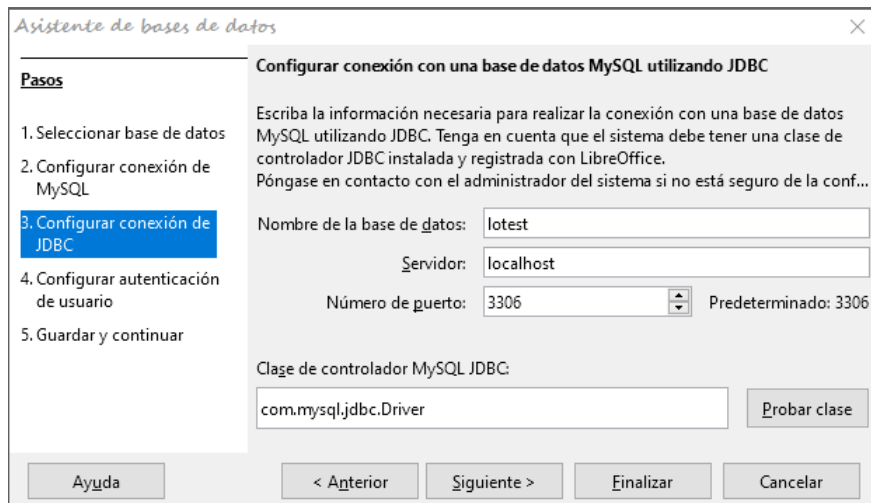 Asistente de bases de datos
Pasos
1. Seleccionar base de datos
2. Configurar conexión de
MySQL
3. Configurar conexión de
JDBC
4. Configurar autenticación
de usuario
5. Guardar y continuar
Configurar conexión con una base de datos MySQL utilizando JDBC
Escriba la información necesaria para realizar la conexión con una base de datos
MySQL utilizando JDBC. Tenga en cuenta que el sistema debe tener una clase de
controlador JDBC instalada y registrada con LibreOffice.
Póngase en contacto con el administrador del sistema si no está seguro de la conf...
Nombre de la base de datos: lotest
Servidor: localhost
Número de puerto: 3306 Predeterminado: 3306
Clase de controlador MySQL JDBC:
com.mysql.jdbc.Driver Probar clase
Ayuda < Anterior Siguiente > Finalizar Cancelar